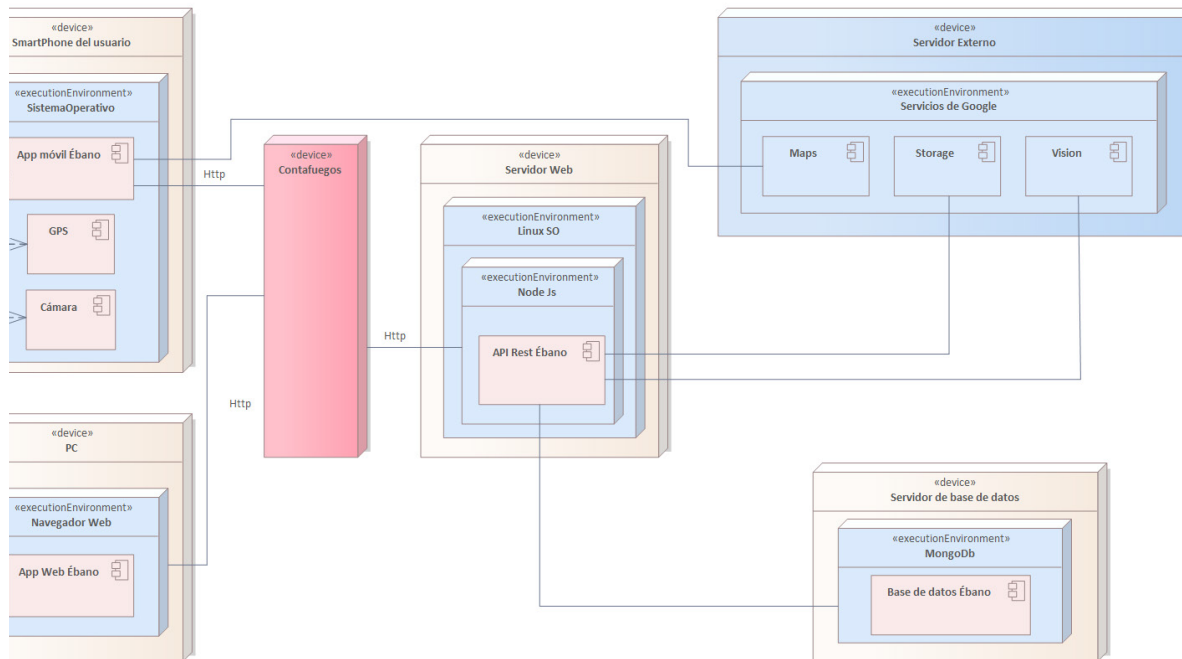 «device»
SmartPhone del usuario
«executionEnvironment»
SistemaOperativo
App móvil Ébano
GPS
Cámara
Http
«device»
Contafuegos
Http
Http
«device»
PC
«executionEnvironment»
Navegador Web
App Web Ébano
«device»
Servidor Web
«executionEnvironment»
Linux SO
«executionEnvironment»
Node Js
API Rest Ébano
«device»
Servidor Externo
«executionEnvironment»
Servicios de Google
Maps
Storage
Vision
«device»
Servidor de base de datos
«executionEnvironment»
MongoDb
Base de datos Ébano